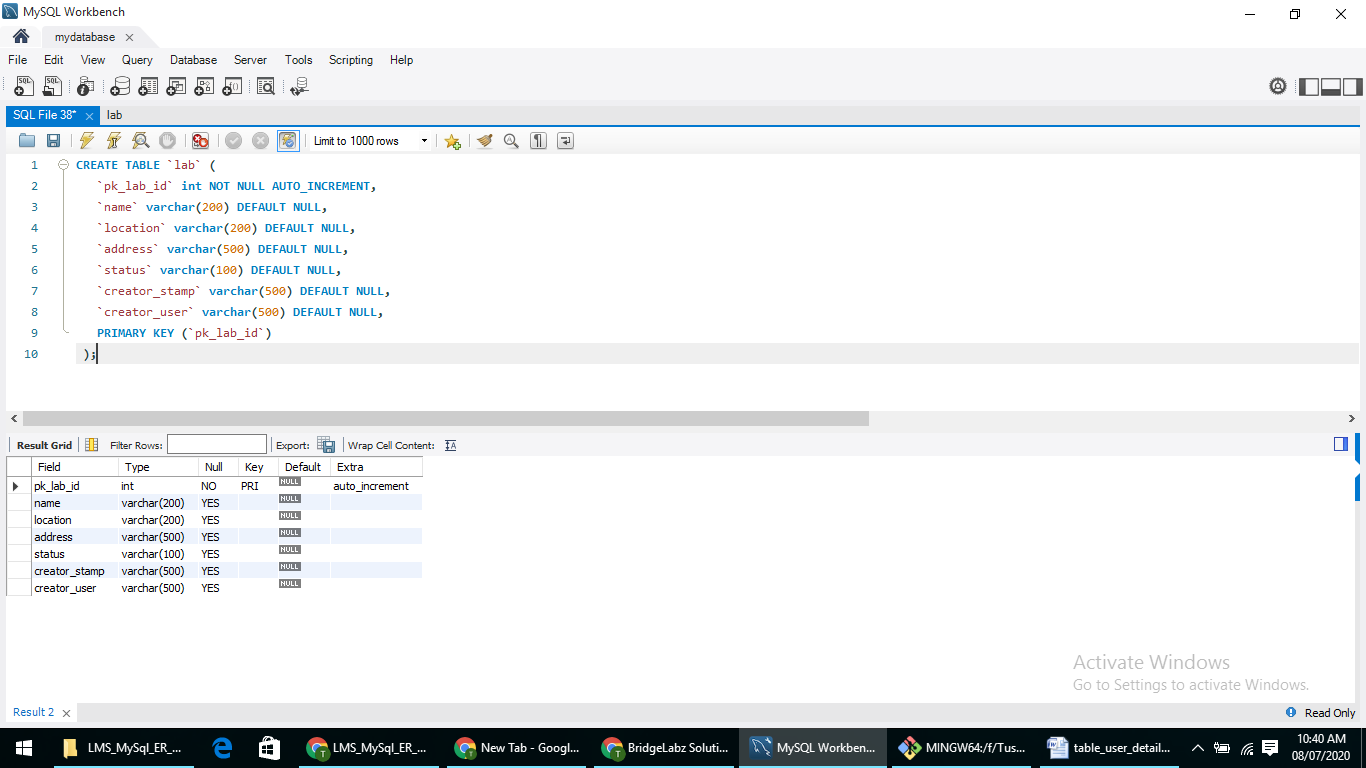 MySQL Workbench
mydatabase
File Edit View Query Database Server Tools Scripting Help
SQL File 38* lab
Limit to 1000 rows
1 CREATE TABLE `lab` (
2 `pk_lab_id` int NOT NULL AUTO_INCREMENT,
3 `name` varchar(200) DEFAULT NULL,
4 `location` varchar(200) DEFAULT NULL,
5 `address` varchar(500) DEFAULT NULL,
6 `status` varchar(100) DEFAULT NULL,
7 `creator_stamp` varchar(500) DEFAULT NULL,
8 `creator_user` varchar(500) DEFAULT NULL,
9 PRIMARY KEY (`pk_lab_id`)
10 );
Result Grid Filter Rows: Export: Wrap Cell Content:
Field Type Null Key Default Extra
pk_lab_id int NO PRI NULL auto_increment
name varchar(200) YES NULL
location varchar(200) YES NULL
address varchar(500) YES NULL
status varchar(100) YES NULL
creator_stamp varchar(500) YES NULL
creator_user varchar(500) YES NULL
Activate Windows
Go to Settings to activate Windows.
Result 2 Read Only
LMS_MySql_ER_... LMS_MySql_ER_... New Tab - Googl... BridgeLabz Soluti... MySQL Workben... MINGW64:/f/Tus... table_user_detail... 10:40 AM
08/07/2020